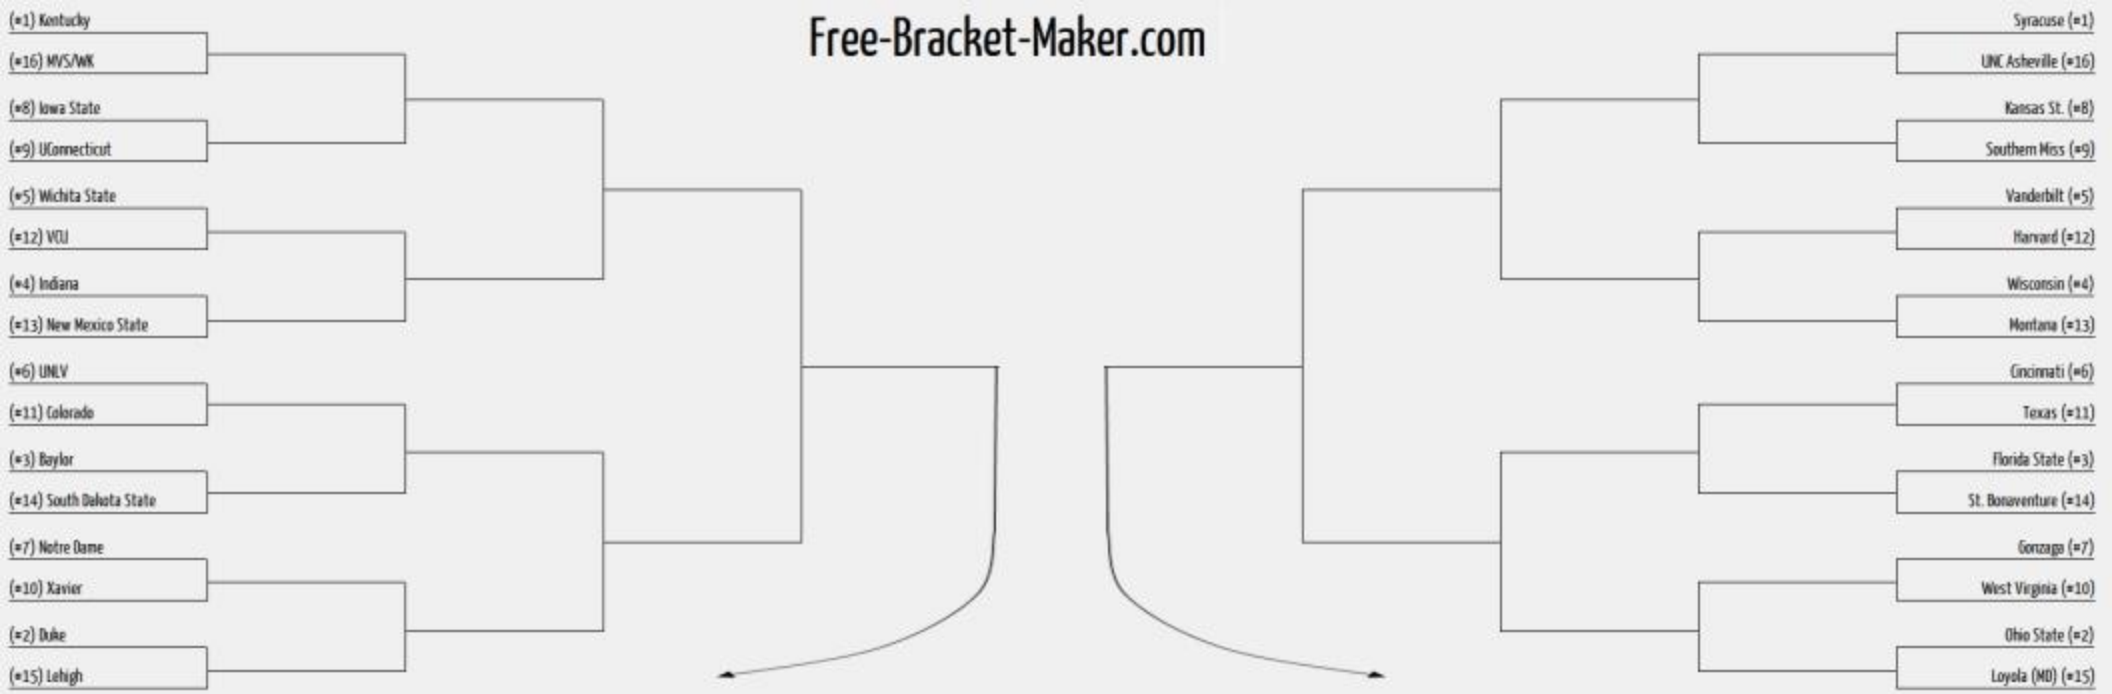 Free-Bracket-Maker.com
(#1) Kentucky
(#16) MVS/WK
(#8) Iowa State
(#9) UConnecticut
(#5) Wichita State
(#12) VCU
(#4) Indiana
(#13) New Mexico State
(#6) UNLV
(#11) Colorado
(#3) Baylor
(#14) South Dakota State
(#7) Notre Dame
(#10) Xavier
(#2) Duke
(#15) Lehigh
Syracuse (#1)
UNC Asheville (#16)
Kansas St. (#8)
Southern Miss (#9)
Vanderbilt (#5)
Harvard (#12)
Wisconsin (#4)
Montana (#13)
Cincinnati (#6)
Texas (#11)
Florida State (#3)
St. Bonaventure (#14)
Gonzaga (#7)
West Virginia (#10)
Ohio State (#2)
Loyola (MD) (#15)